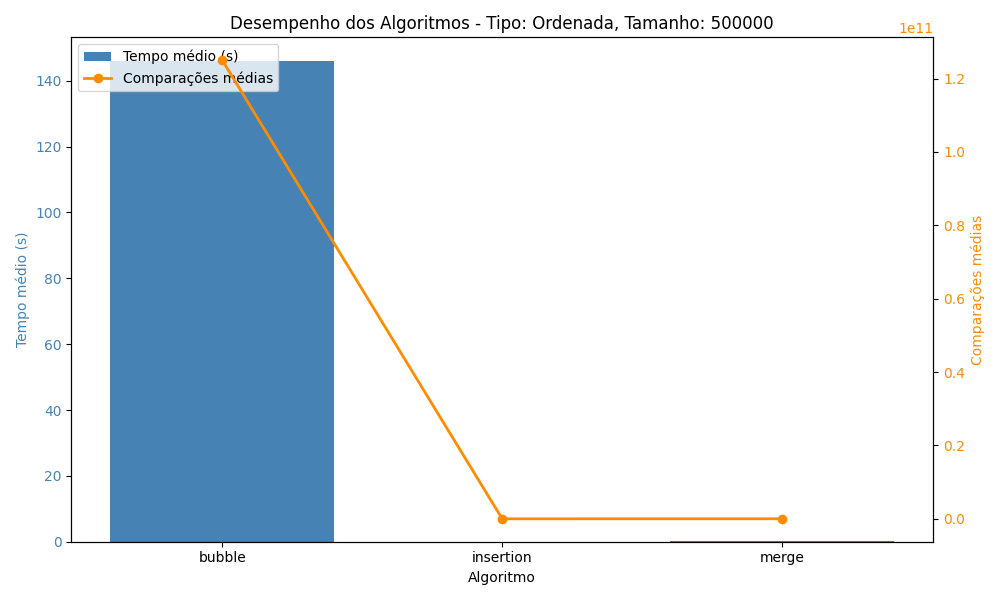 Desempenho dos Algoritmos - Tipo: Ordenada, Tamanho: 500000
1e11
Tempo médio (s)
Comparações médias
Tempo médio (s)
140
120
100
80
60
40
20
0
1.2
1.0
0.8
0.6
0.4
0.2
0.0
Comparações médias
bubble
insertion
merge
Algoritmo